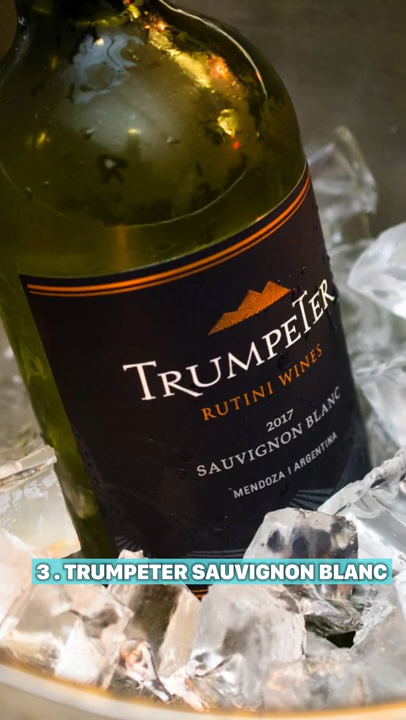 TRUMPETER
RUTINI WINES
2017
SAUVIGNON BLANC
MENDOZA | ARGENTINA
3. TRUMPETER SAUVIGNON BLANC